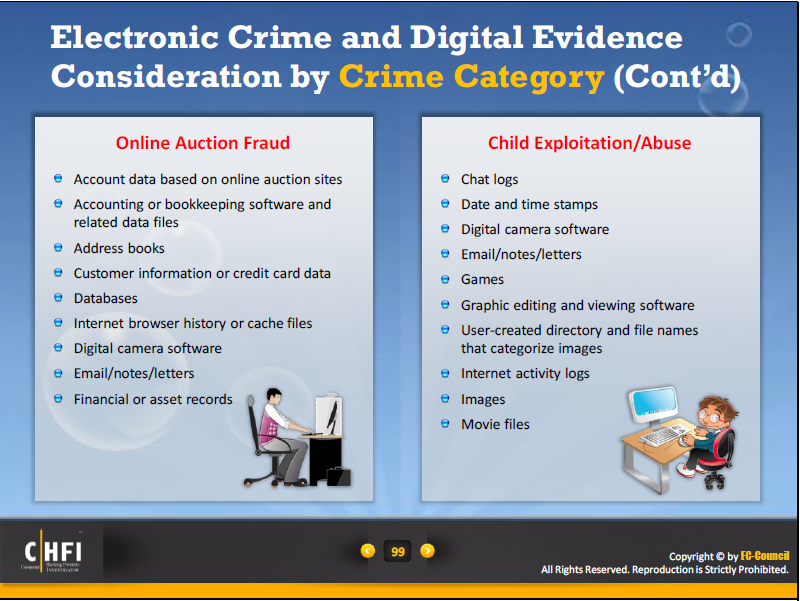 Electronic Crime and Digital Evidence
Consideration by Crime Category (Cont’d)
Online Auction Fraud
Account data based on online auction sites
Accounting or bookkeeping software and
related data files
Address books
Customer information or credit card data
Databases
Internet browser history or cache files
Digital camera software
Email/notes/letters
Financial or asset records
Child Exploitation/Abuse
Chat logs
Date and time stamps
Digital camera software
Email/notes/letters
Games
Graphic editing and viewing software
User-created directory and file names
that categorize images
Internet activity logs
Images
Movie files
CHFI
Computer Hacking Forensic
INVESTIGATOR
99
Copyright © by EC-Council
All Rights Reserved. Reproduction is Strictly Prohibited.